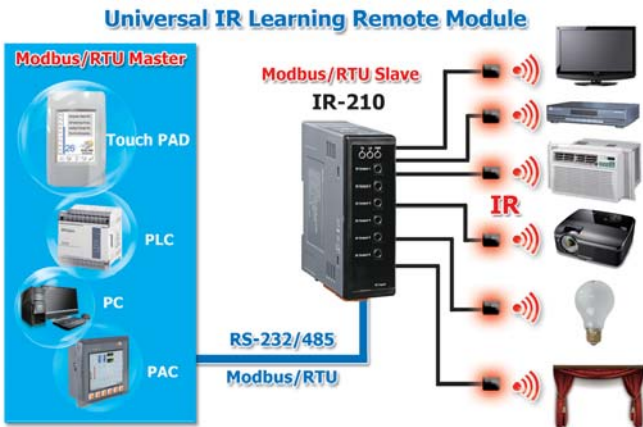 Universal IR Learning Remote Module
Modbus/RTU Master
Touch PAD
PLC
PC
PAC
Modbus/RTU Slave
IR-210
IR
RS-232/485
Modbus/RTU